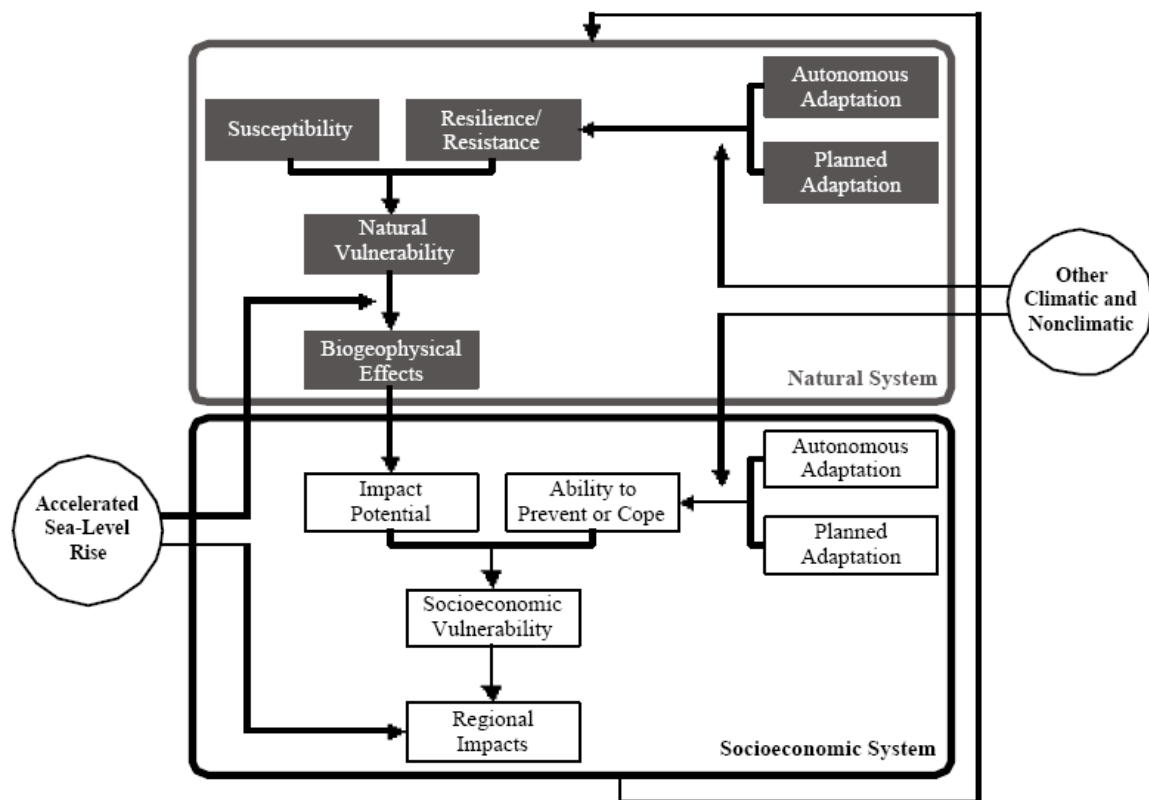 Autonomous
Adaptation
Susceptibility
Resilience/
Resistance
Planned
Adaptation
Natural
Vulnerability
Other
Climatic and
Nonclimatic
Biogeophysical
Effects
Natural System
Autonomous
Adaptation
Impact
Potential
Ability to
Prevent or Cope
Accelerated
Sea-Level
Rise
Planned
Adaptation
Socioeconomic
Vulnerability
Regional
Impacts
Socioeconomic System